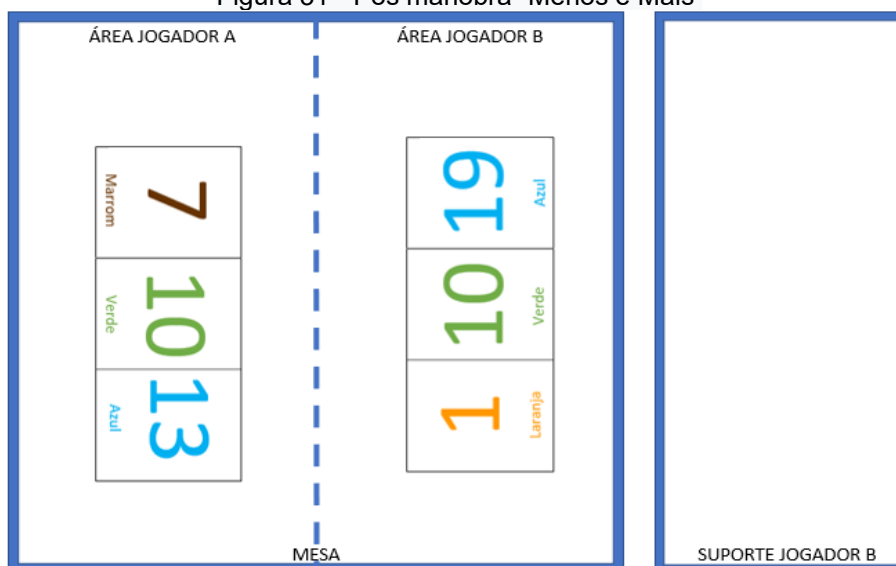 ÁREA JOGADOR A
ÁREA JOGADOR B
7
Marrom
10
Verde
13
Azul
19
Azul
10
Verde
1
Laranja
MESA
SUPORTE JOGADOR B